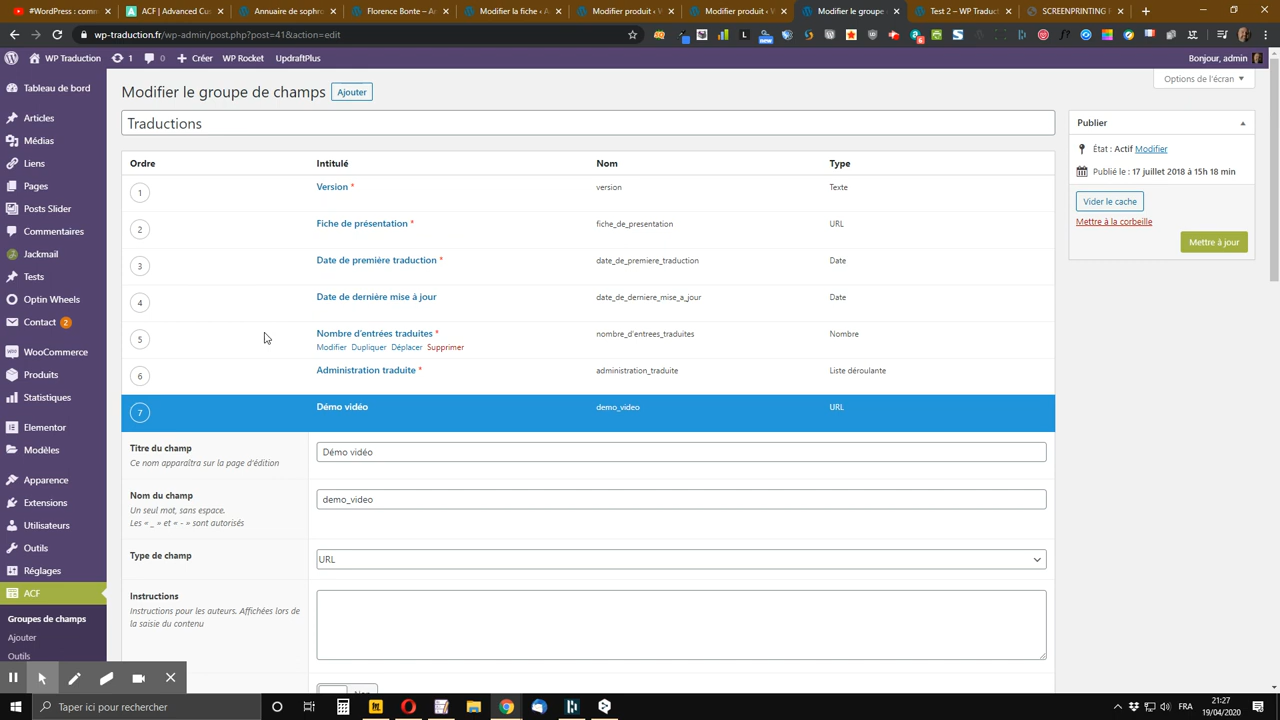 WordPress.com
ACF | Advanced Cu
Annuaire de sophr
Florence Bonne – An
Modifier la fiche ‹ A
Modifier produit ‹ W
Modifier produit ‹ W
Modifier le groupe
Test 2 – WP Traduct
SCREENPRINTING
wp-traduction.fr/wp-admin/post.php?post=41&action=edit
WP Traduction
1
0
Créer
WP Rocket
UpdraftPlus
Bonjour, admin
Tableau de bord
Articles
Médias
Liens
Pages
Posts Slider
Commentaires
Jackmail
Tests
Optin Wheels
Contact 2
WooCommerce
Produits
Statistiques
Elementor
Modèles
Apparence
Extensions
Utilisateurs
Outils
Réglages
ACF
Groupes de champs
Ajouter
Outils
Options de l'écran
Modifier le groupe de champs
Ajouter
Traductions
Ordre Intitulé Nom Type
1 Version * version Texte
2 Fiche de présentation * fiche_de_presentation URL
3 Date de première traduction * date_de_premiere_traduction Date
4 Date de dernière mise à jour date_de_derniere_mise_a_jour Date
5 Nombre d'entrées traduites * nombre_d'entrees_traduites Nombre
Modifier Dupliquer Déplacer Supprimer
6 Administration traduite * administration_traduite Liste déroulante
7 Démo vidéo demo_video URL
Titre du champ
Ce nom apparaîtra sur la page d'édition
Démo vidéo
Nom du champ
Un seul mot, sans espace.
Les « _ » et « - » sont autorisés
demo_video
Type de champ
URL
Instructions
Instructions pour les auteurs. Affichées lors de
la saisie du contenu
Non
Publier
État : Actif Modifier
Publié le : 17 juillet 2018 à 15h 18 min
Vider le cache
Mettre à la corbeille
Mettre à jour
Taper ici pour rechercher
FRA
21:27
19/04/2020